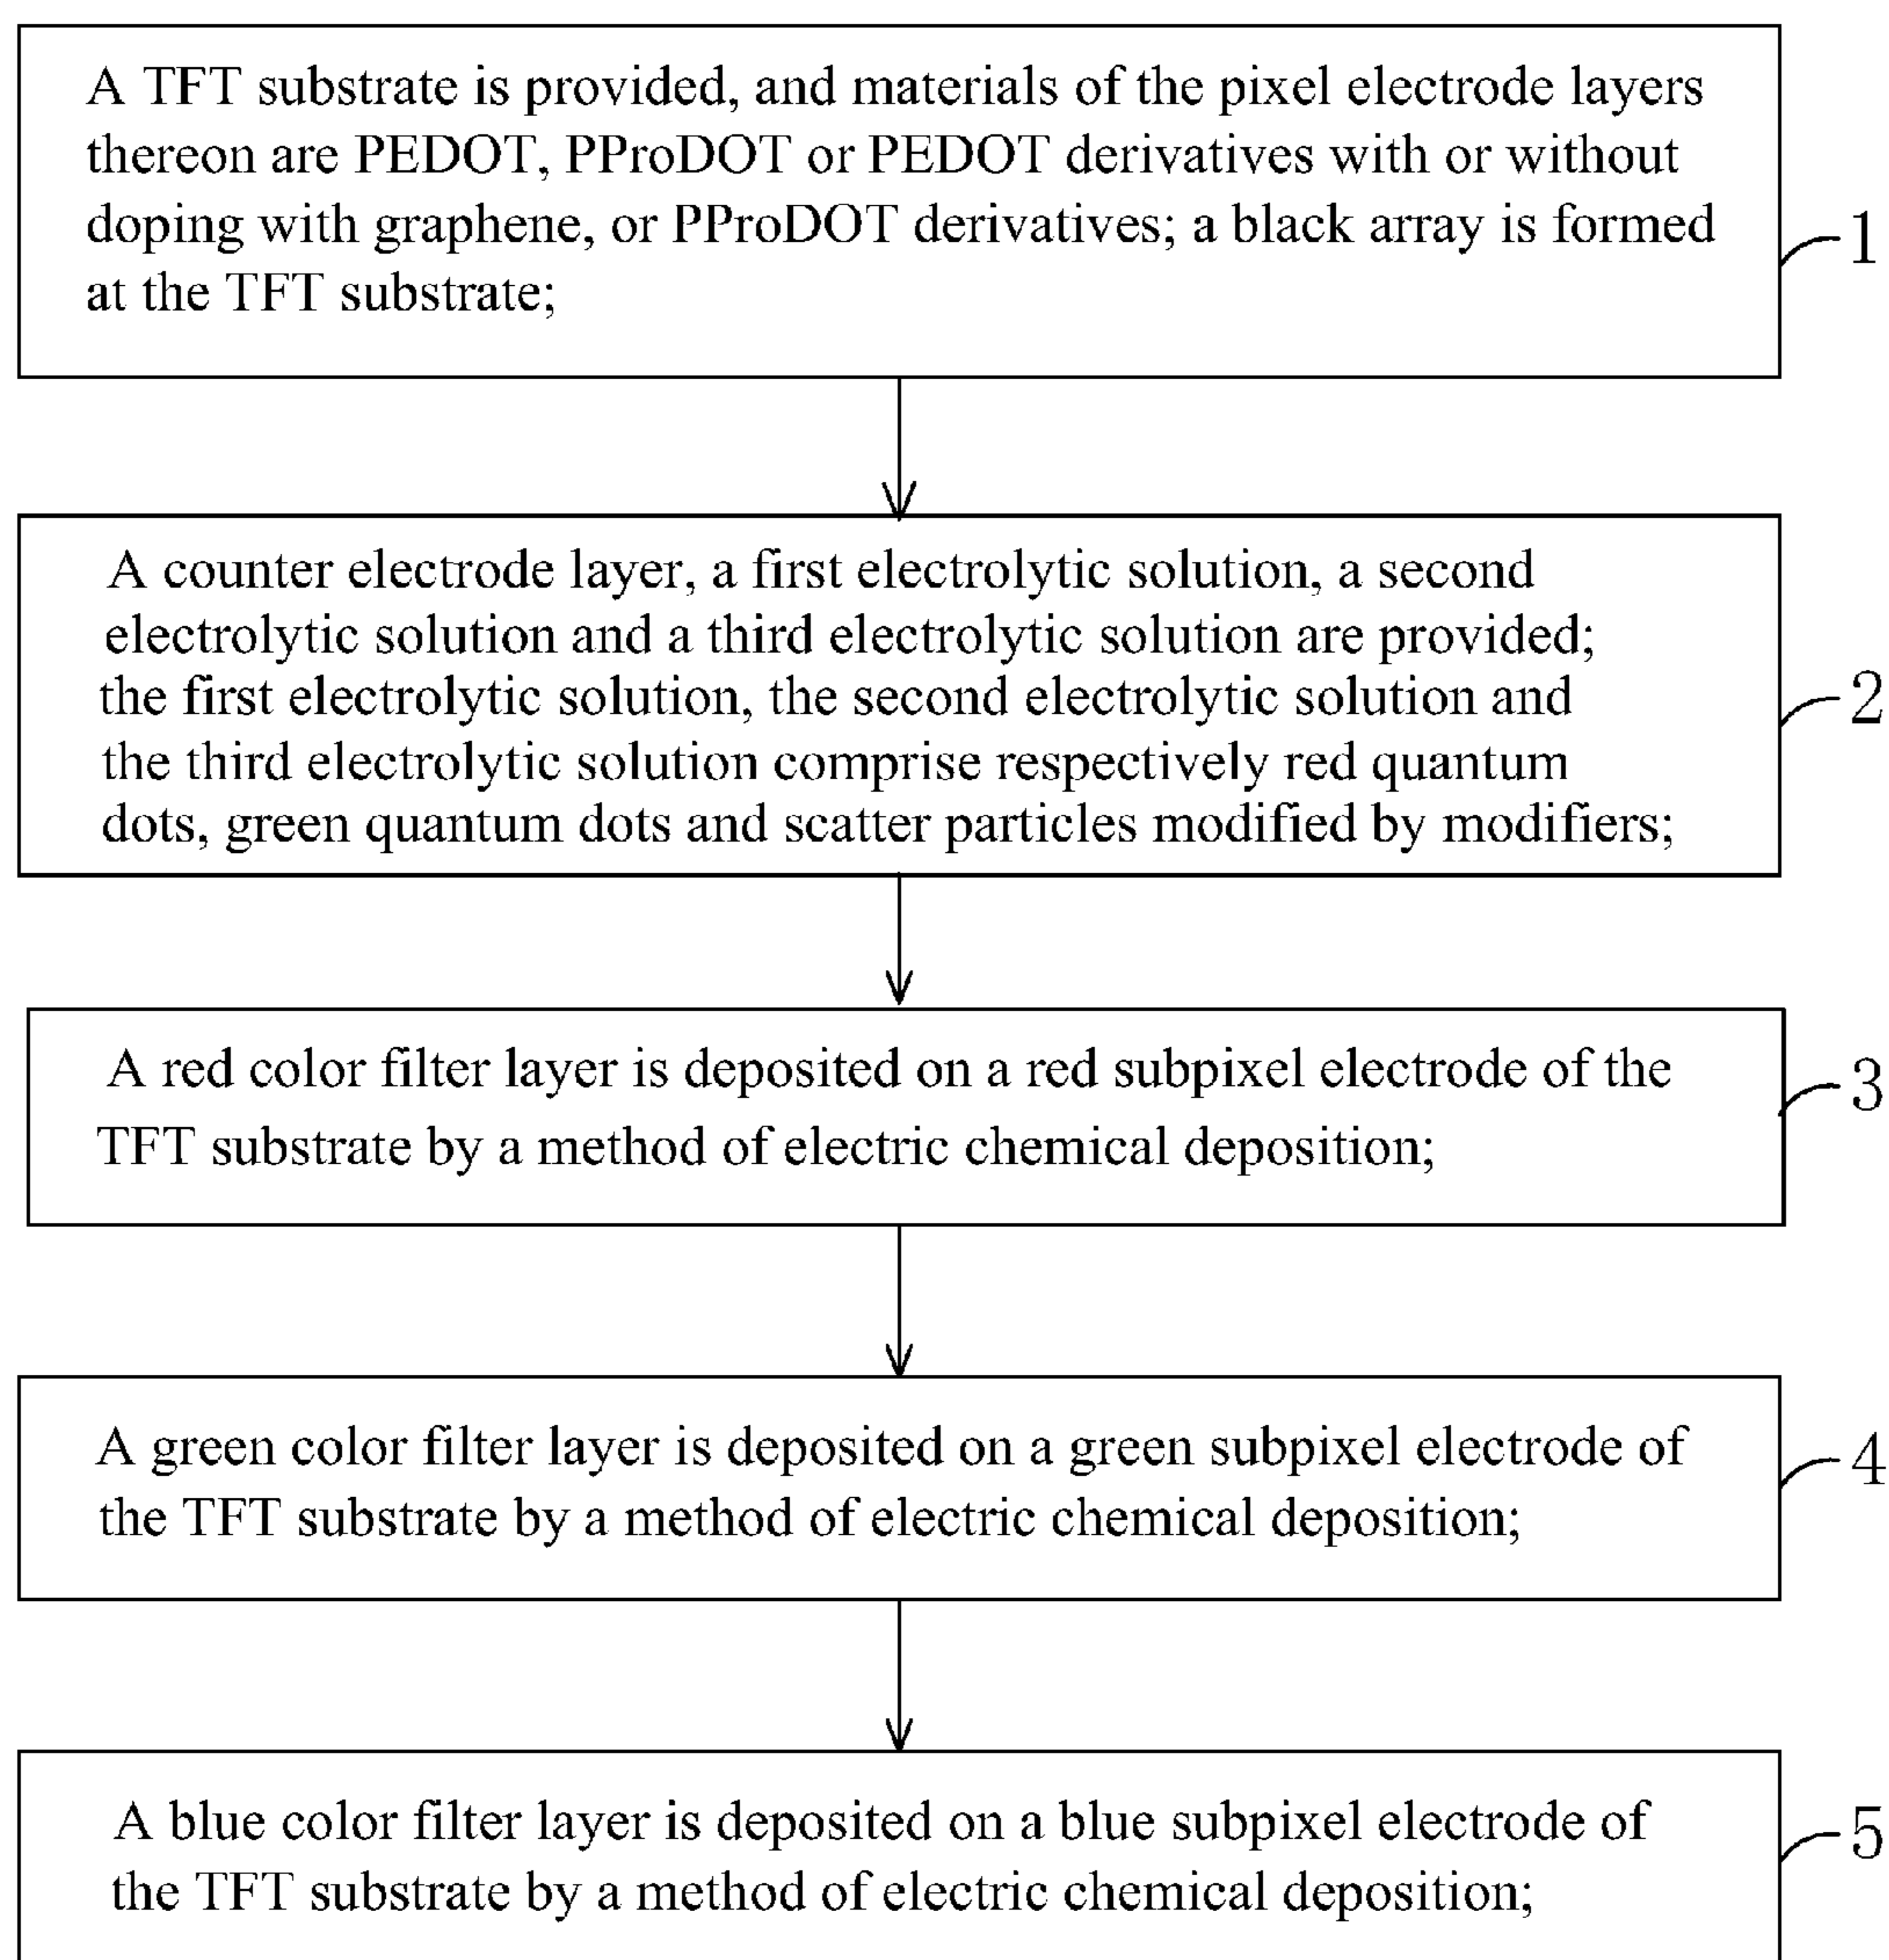 A TFT substrate is provided, and materials of the pixel electrode layers
thereon are PEDOT, PProDOT or PEDOT derivatives with or without
doping with graphene, or PProDOT derivatives; a black array is formed
at the TFT substrate;
1
A counter electrode layer, a first electrolytic solution, a second
electrolytic solution and a third electrolytic solution are provided;
the first electrolytic solution, the second electrolytic solution and
the third electrolytic solution comprise respectively red quantum
dots, green quantum dots and scatter particles modified by modifiers;
2
A red color filter layer is deposited on a red subpixel electrode of the
TFT substrate by a method of electric chemical deposition;
3
A green color filter layer is deposited on a green subpixel electrode of
the TFT substrate by a method of electric chemical deposition;
4
A blue color filter layer is deposited on a blue subpixel electrode of
the TFT substrate by a method of electric chemical deposition;
5